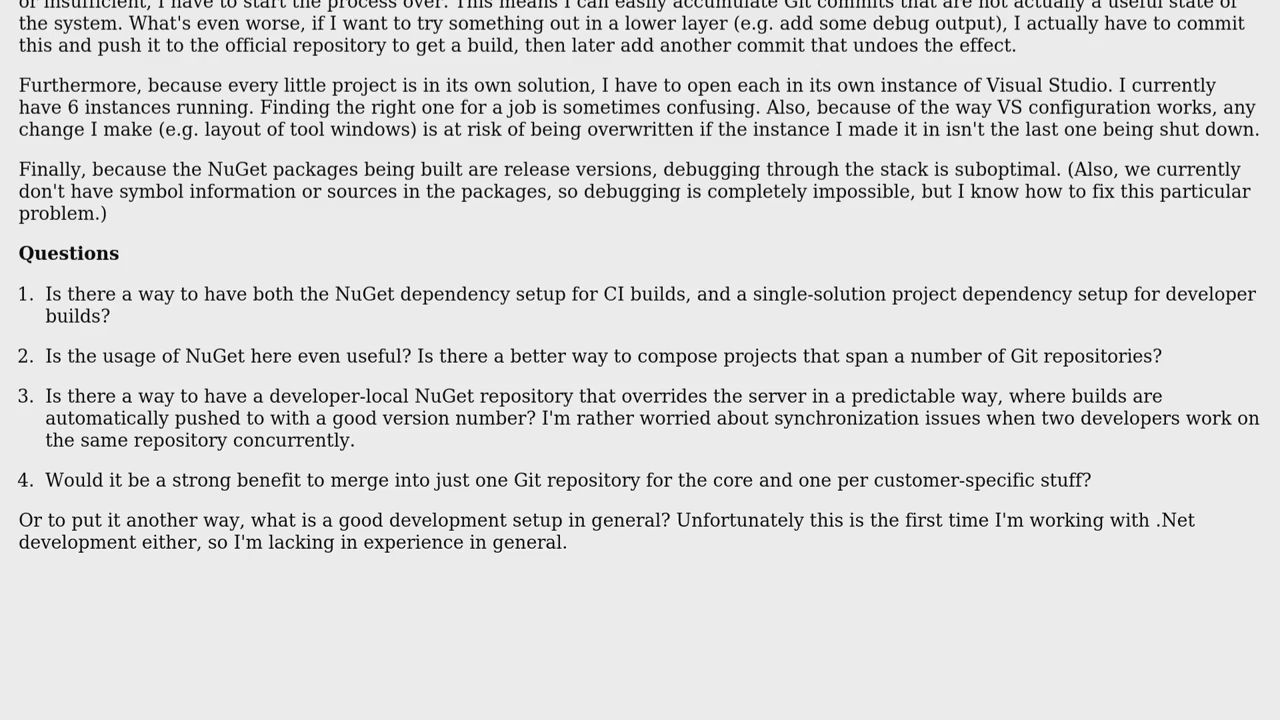 or insufficient, I have to start the process over. This means I can easily accumulate Git commits that are not actually a useful state of
the system. What's even worse, if I want to try something out in a lower layer (e.g. add some debug output), I actually have to commit
this and push it to the official repository to get a build, then later add another commit that undoes the effect.
Furthermore, because every little project is in its own solution, I have to open each in its own instance of Visual Studio. I currently
have 6 instances running. Finding the right one for a job is sometimes confusing. Also, because of the way VS configuration works, any
change I make (e.g. layout of tool windows) is at risk of being overwritten if the instance I made it in isn't the last one being shut down.
Finally, because the NuGet packages being built are release versions, debugging through the stack is suboptimal. (Also, we currently
don't have symbol information or sources in the packages, so debugging is completely impossible, but I know how to fix this particular
problem.)
Questions
1. Is there a way to have both the NuGet dependency setup for CI builds, and a single-solution project dependency setup for developer
builds?
2. Is the usage of NuGet here even useful? Is there a better way to compose projects that span a number of Git repositories?
3. Is there a way to have a developer-local NuGet repository that overrides the server in a predictable way, where builds are
automatically pushed to with a good version number? I'm rather worried about synchronization issues when two developers work on
the same repository concurrently.
4. Would it be a strong benefit to merge into just one Git repository for the core and one per customer-specific stuff?
Or to put it another way, what is a good development setup in general? Unfortunately this is the first time I'm working with .Net
development either, so I'm lacking in experience in general.